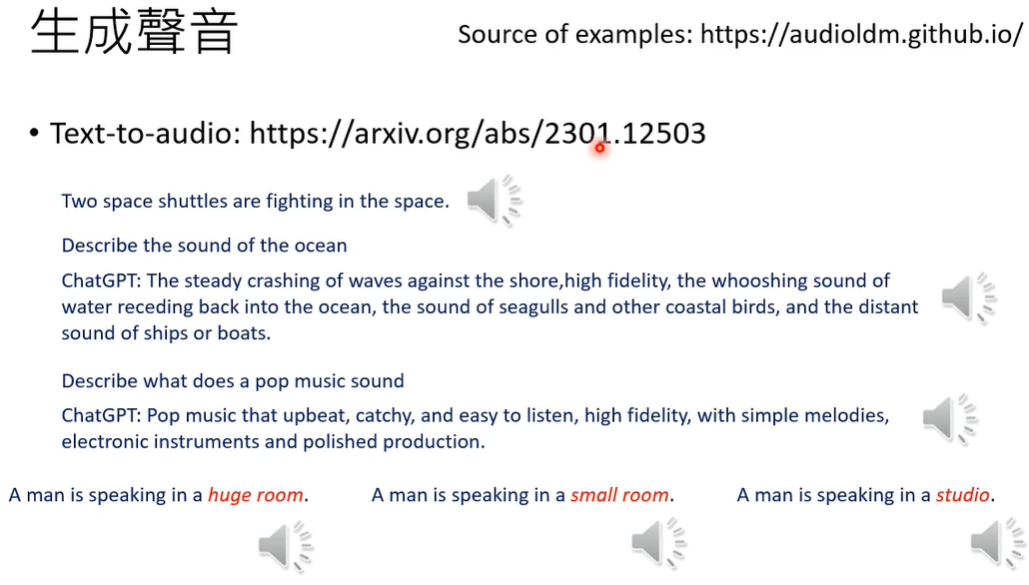 生成聲音
Source of examples: https://audioldm.github.io/
• Text-to-audio: https://arxiv.org/abs/2301.12503
Two space shuttles are fighting in the space.
Describe the sound of the ocean
ChatGPT: The steady crashing of waves against the shore,high fidelity, the whooshing sound of
water receding back into the ocean, the sound of seagulls and other coastal birds, and the distant
sound of ships or boats.
Describe what does a pop music sound
ChatGPT: Pop music that upbeat, catchy, and easy to listen, high fidelity, with simple melodies,
electronic instruments and polished production.
A man is speaking in a huge room.
A man is speaking in a small room.
A man is speaking in a studio.